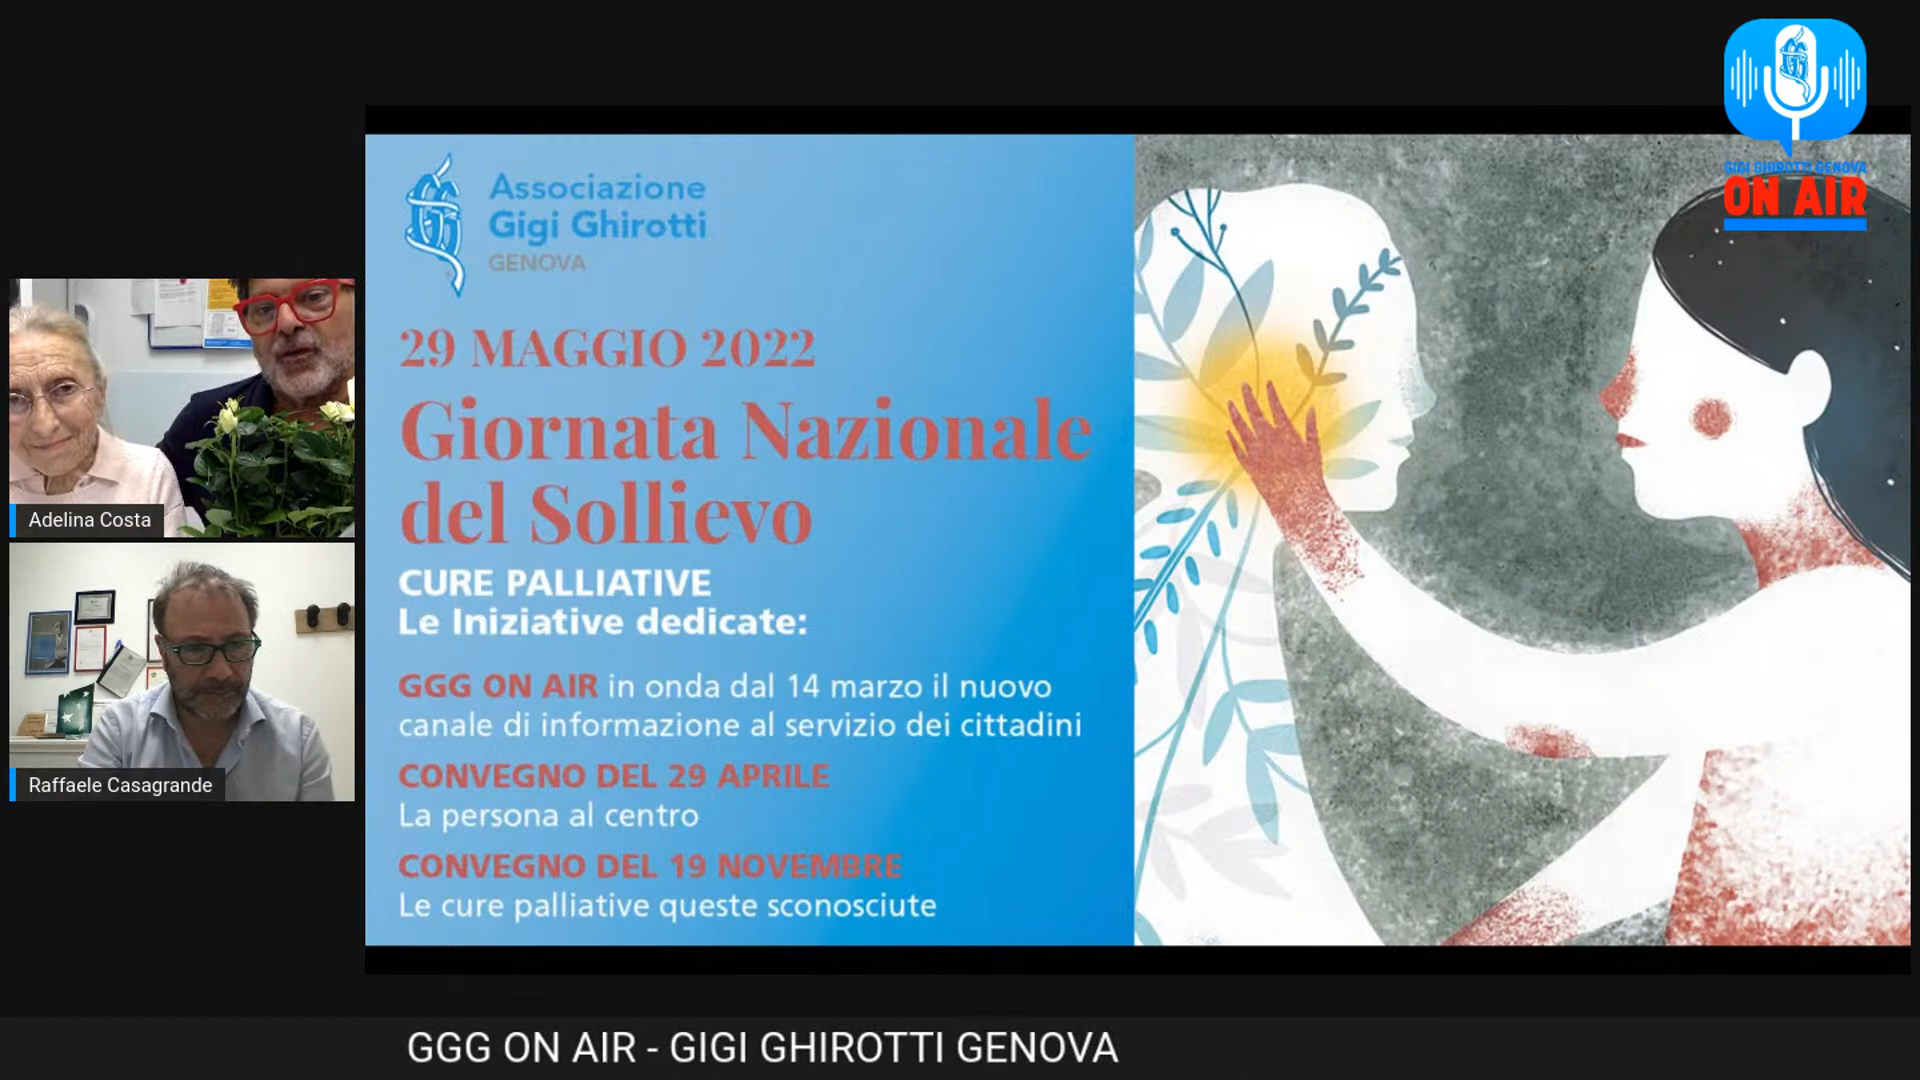 GIGI GHIROTTI GENOVA
ON AIR
Associazione
Gigi Ghirotti
GENOVA
29 MAGGIO 2022
Giornata Nazionale
del Sollievo
CURE PALLIATIVE
Le Iniziative dedicate:
GGG ON AIR in onda dal 14 marzo il nuovo
canale di informazione al servizio dei cittadini
CONVEGNO DEL 29 APRILE
La persona al centro
CONVEGNO DEL 19 NOVEMBRE
Le cure palliative queste sconosciute
Adelina Costa
Raffaele Casagrande
GGG ON AIR - GIGI GHIROTTI GENOVA